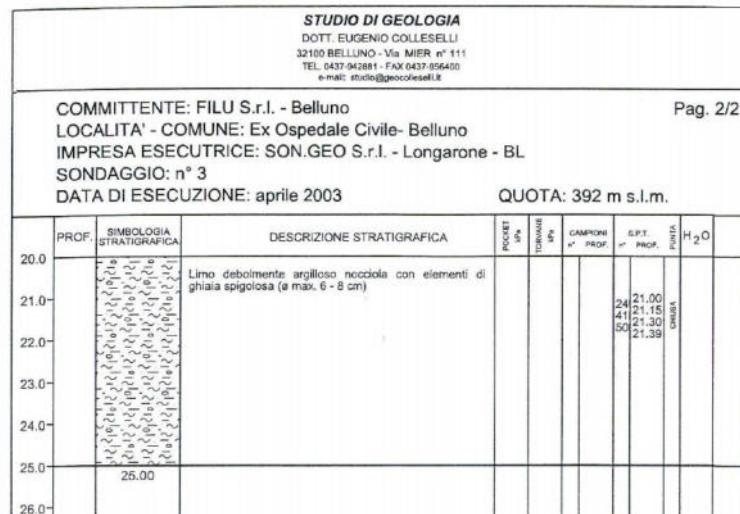 STUDIO DI GEOLOGIA
DOTT. EUGENIO COLLESELLI
32100 BELLUNO - Via MIER n° 111
TEL. 0437-942881 - FAX 0437-956400
e-mail: studio@geocolleselli.it
COMMITTENTE: FILU S.r.l. - Belluno Pag. 2/2
LOCALITA' - COMUNE: Ex Ospedale Civile- Belluno
IMPRESA ESECUTRICE: SON.GEO S.r.l. - Longarone - BL
SONDAGGIO: n° 3
DATA DI ESECUZIONE: aprile 2003 QUOTA: 392 m s.l.m.
PROF. SIMBOLOGIA STRATIGRAFICA DESCRIZIONE STRATIGRAFICA POCKET kPa TORVANE kPa CAMPIONI n° PROF. S.P.T. n° PROF. PUNTA H2O
20.0
Limo debolmente argilloso nocciola con elementi di
ghiaia spigolosa (ø max. 6 - 8 cm)
21.0 24 21.00
41 21.15
50 21.30
21.39
CHIUSA
22.0
23.0
24.0
25.0
25.00
26.0